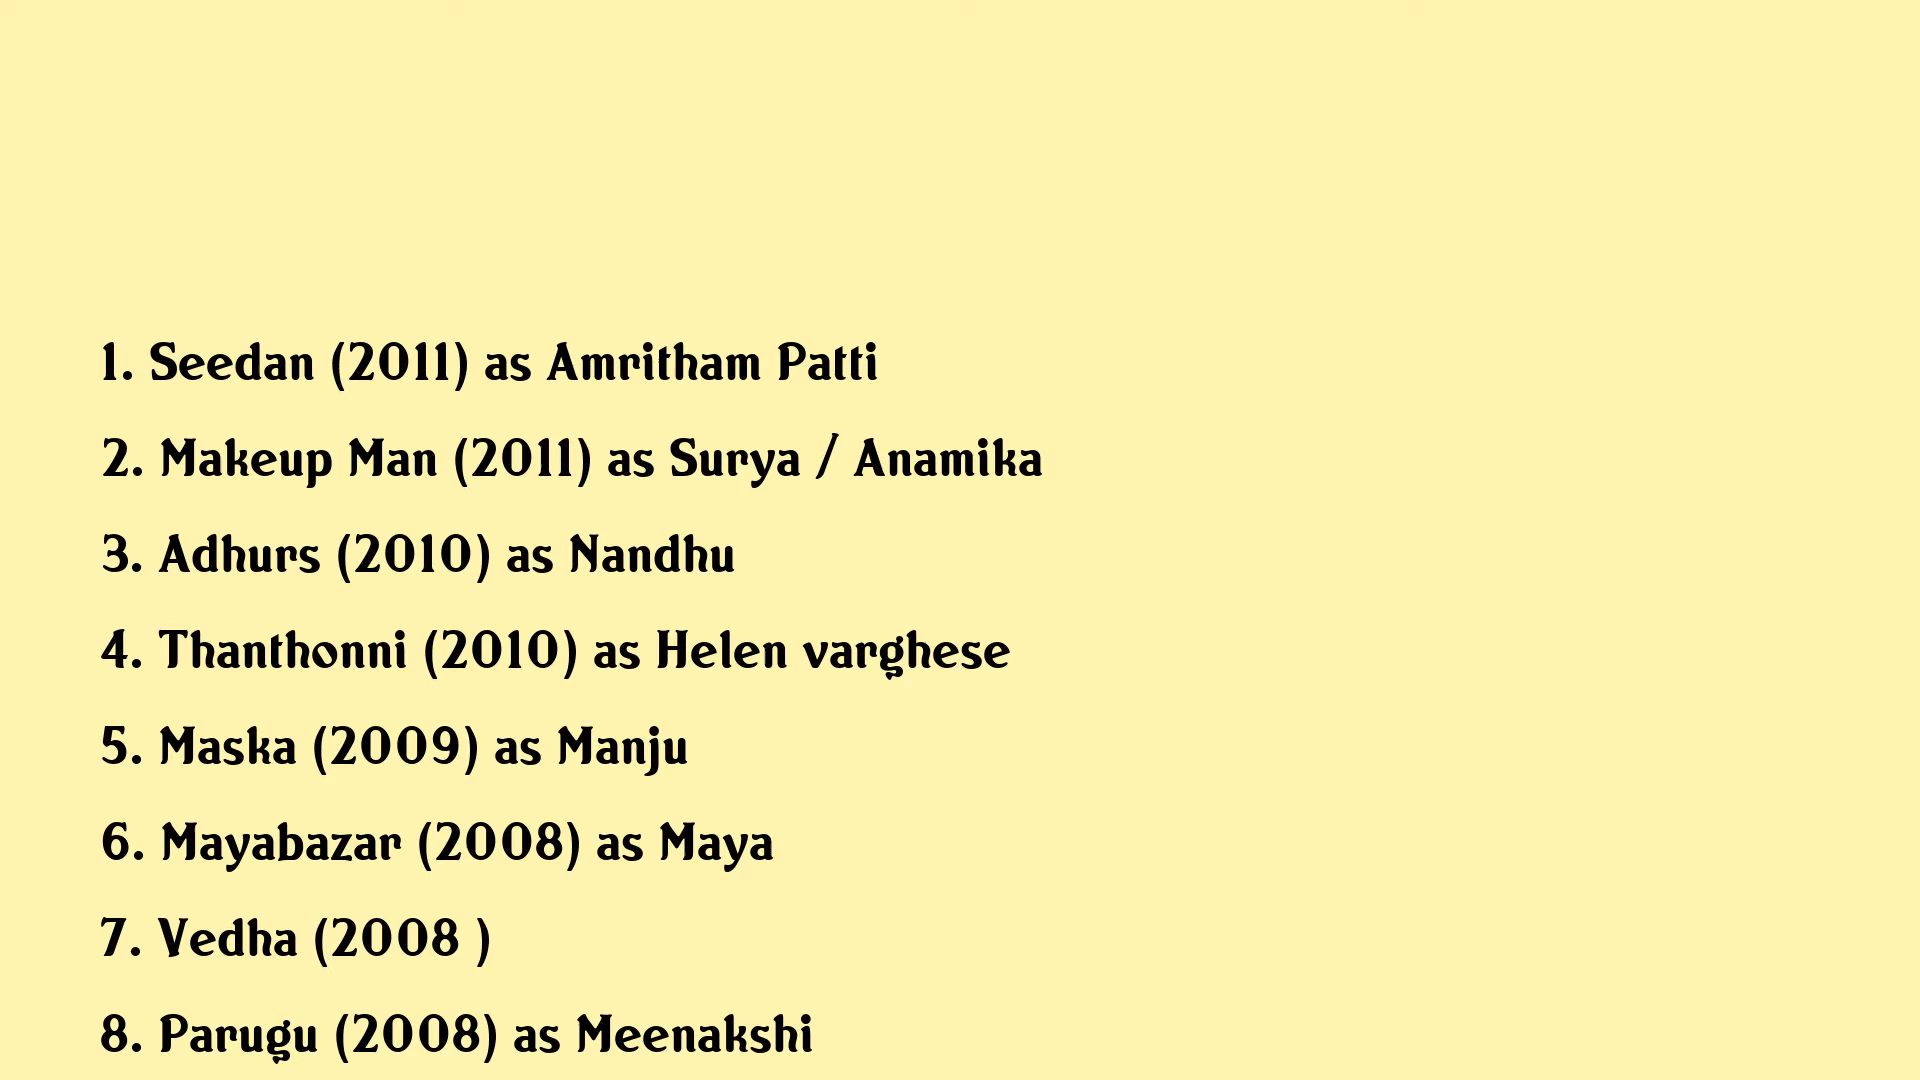 1. Seedan (2011) as Amritham Patti
2. Makeup Man (2011) as Surya / Anamika
3. Adhurs (2010) as Nandhu
4. Thanthonni (2010) as Helen varghese
5. Maska (2009) as Manju
6. Mayabazar (2008) as Maya
7. Vedha (2008 )
8. Parugu (2008) as Meenakshi